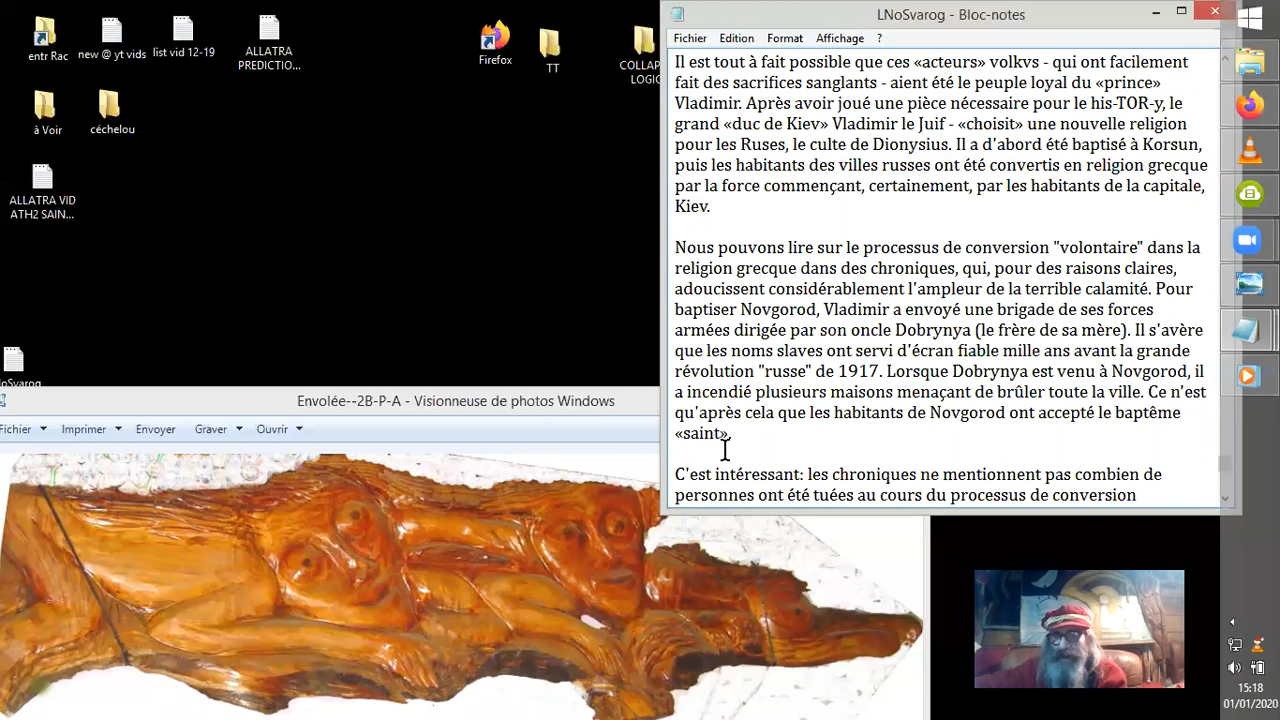 entr Rac
new @ yt vids
list vid 12-19
ALLATRA
PREDICTIO...
Firefox
TT
COLLAP
LOGIC
à Voir
céchelou
ALLATRA VID
ATH2 SAIN...
LNoSvarog
LNoSvarog - Bloc-notes
Fichier Edition Format Affichage ?
Il est tout à fait possible que ces «acteurs» volkvs - qui ont facilement
fait des sacrifices sanglants - aient été le peuple loyal du «prince»
Vladimir. Après avoir joué une pièce nécessaire pour le his-TOR-y, le
grand «duc de Kiev» Vladimir le Juif - «choisit» une nouvelle religion
pour les Ruses, le culte de Dionysius. Il a d'abord été baptisé à Korsun,
puis les habitants des villes russes ont été convertis en religion grecque
par la force commençant, certainement, par les habitants de la capitale,
Kiev.
Nous pouvons lire sur le processus de conversion "volontaire" dans la
religion grecque dans des chroniques, qui, pour des raisons claires,
adoucissent considérablement l'ampleur de la terrible calamité. Pour
baptiser Novgorod, Vladimir a envoyé une brigade de ses forces
armées dirigée par son oncle Dobrynya (le frère de sa mère). Il s'avère
que les noms slaves ont servi d'écran fiable mille ans avant la grande
révolution "russe" de 1917. Lorsque Dobrynya est venu à Novgorod, il
a incendié plusieurs maisons menaçant de brûler toute la ville. Ce n'est
qu'après cela que les habitants de Novgorod ont accepté le baptême
«saint».
C'est intéressant: les chroniques ne mentionnent pas combien de
personnes ont été tuées au cours du processus de conversion
Envolée--2B-P-A - Visionneuse de photos Windows
Fichier Imprimer Envoyer Graver Ouvrir
15:18
01/01/2020